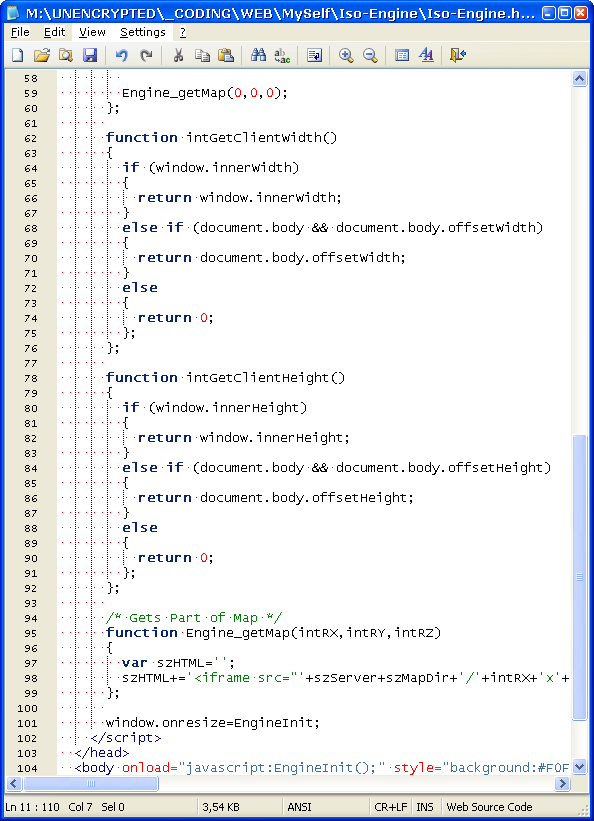 M:\UNENCRYPTED\_CODING\WEB\MySelf\Iso-Engine\Iso-Engine.h...
File Edit View Settings ?
58
59 Engine_getMap(0,0,0);
60 };
61
62 function intGetClientWidth()
63 {
64 if (window.innerWidth)
65 {
66 return window.innerWidth;
67 }
68 else if (document.body && document.body.offsetWidth)
69 {
70 return document.body.offsetWidth;
71 }
72 else
73 {
74 return 0;
75 };
76 };
77
78 function intGetClientHeight()
79 {
80 if (window.innerHeight)
81 {
82 return window.innerHeight;
83 }
84 else if (document.body && document.body.offsetHeight)
85 {
86 return document.body.offsetHeight;
87 }
88 else
89 {
90 return 0;
91 };
92 };
93
94 /* Gets Part of Map */
95 function Engine_getMap(intRX,intRY,intRZ)
96 {
97 var szHTML='';
98 szHTML+='<iframe src="'+szServer+szMapDir+'/'+intRX+'x'+
99 };
100
101 window.onresize=EngineInit;
102 </script>
103 </head>
104 <body onload="javascript:EngineInit();" style="background:#F0F
Ln 11 : 110 Col 7 Sel 0 3,54 KB ANSI CR+LF INS Web Source Code